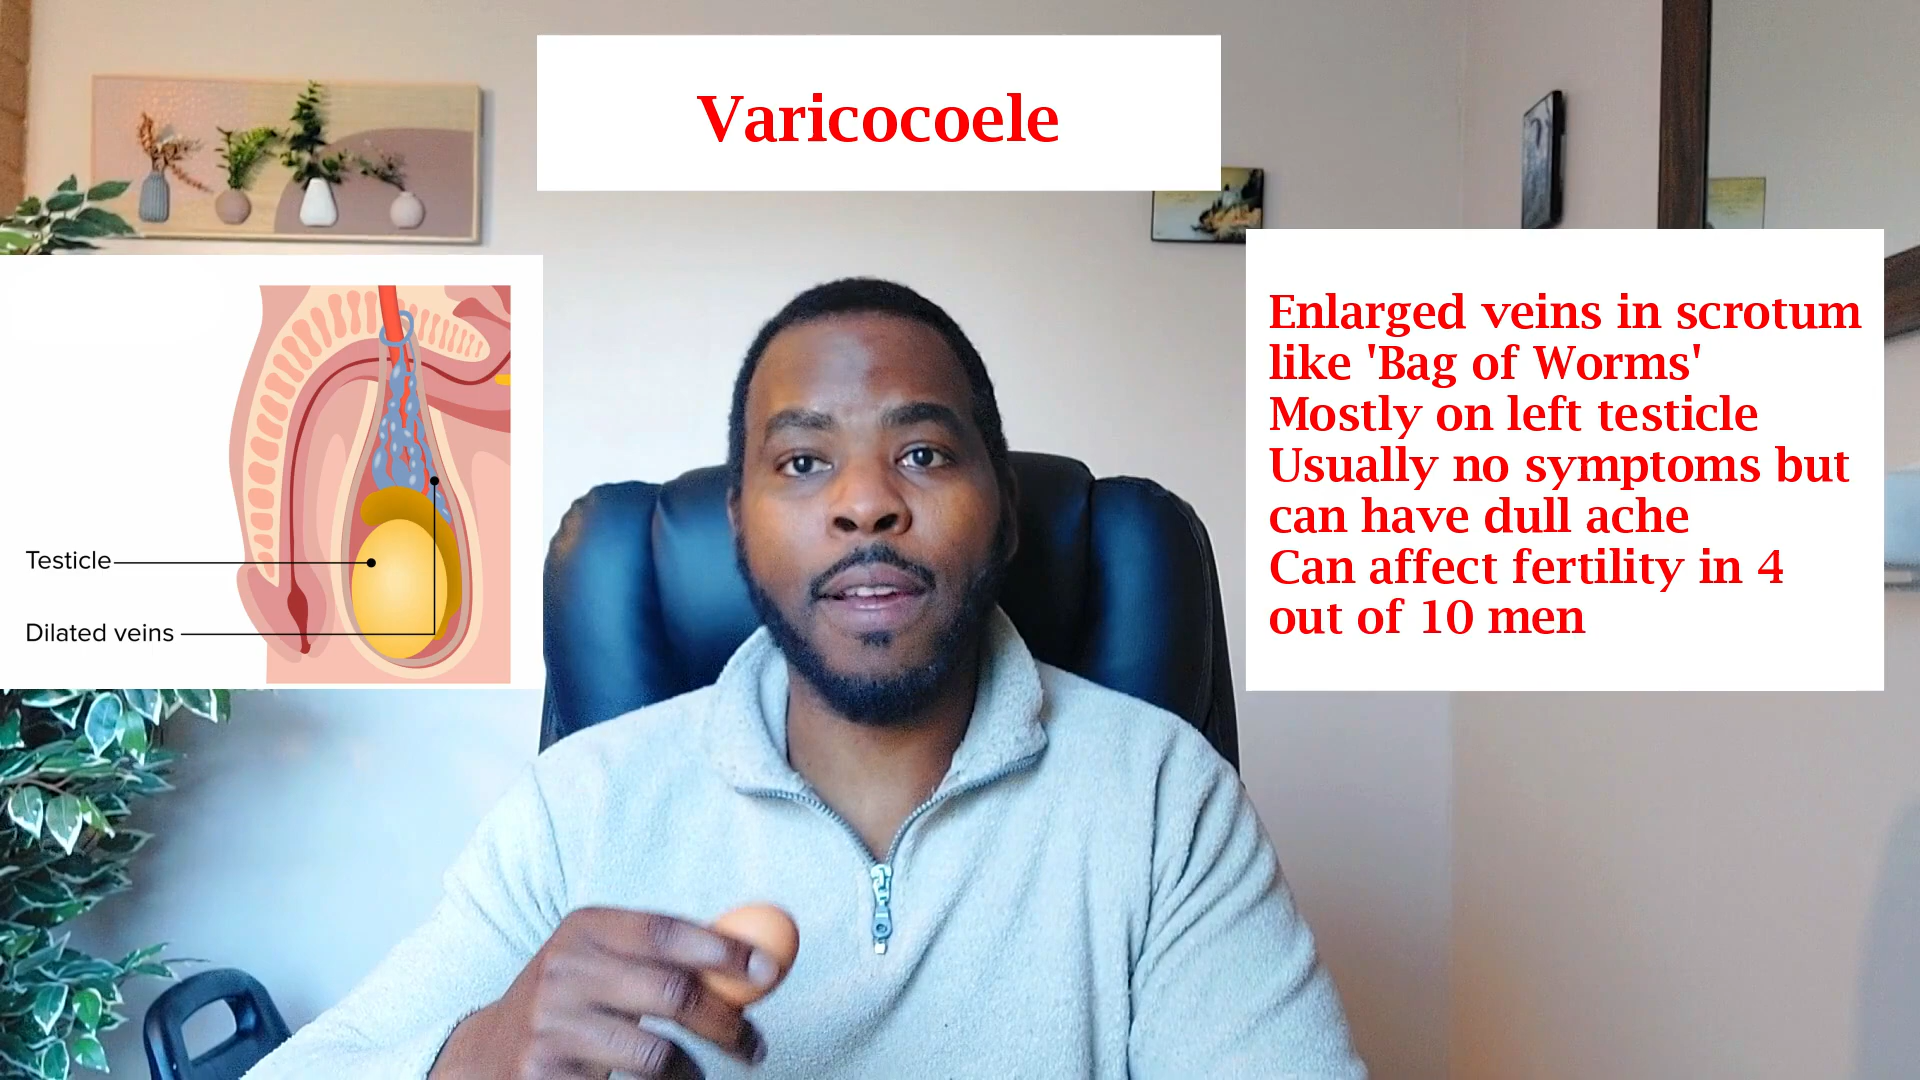 Varicocoele
Testicle
Dilated veins
Enlarged veins in scrotum
like 'Bag of Worms'
Mostly on left testicle
Usually no symptoms but
can have dull ache
Can affect fertility in 4
out of 10 men